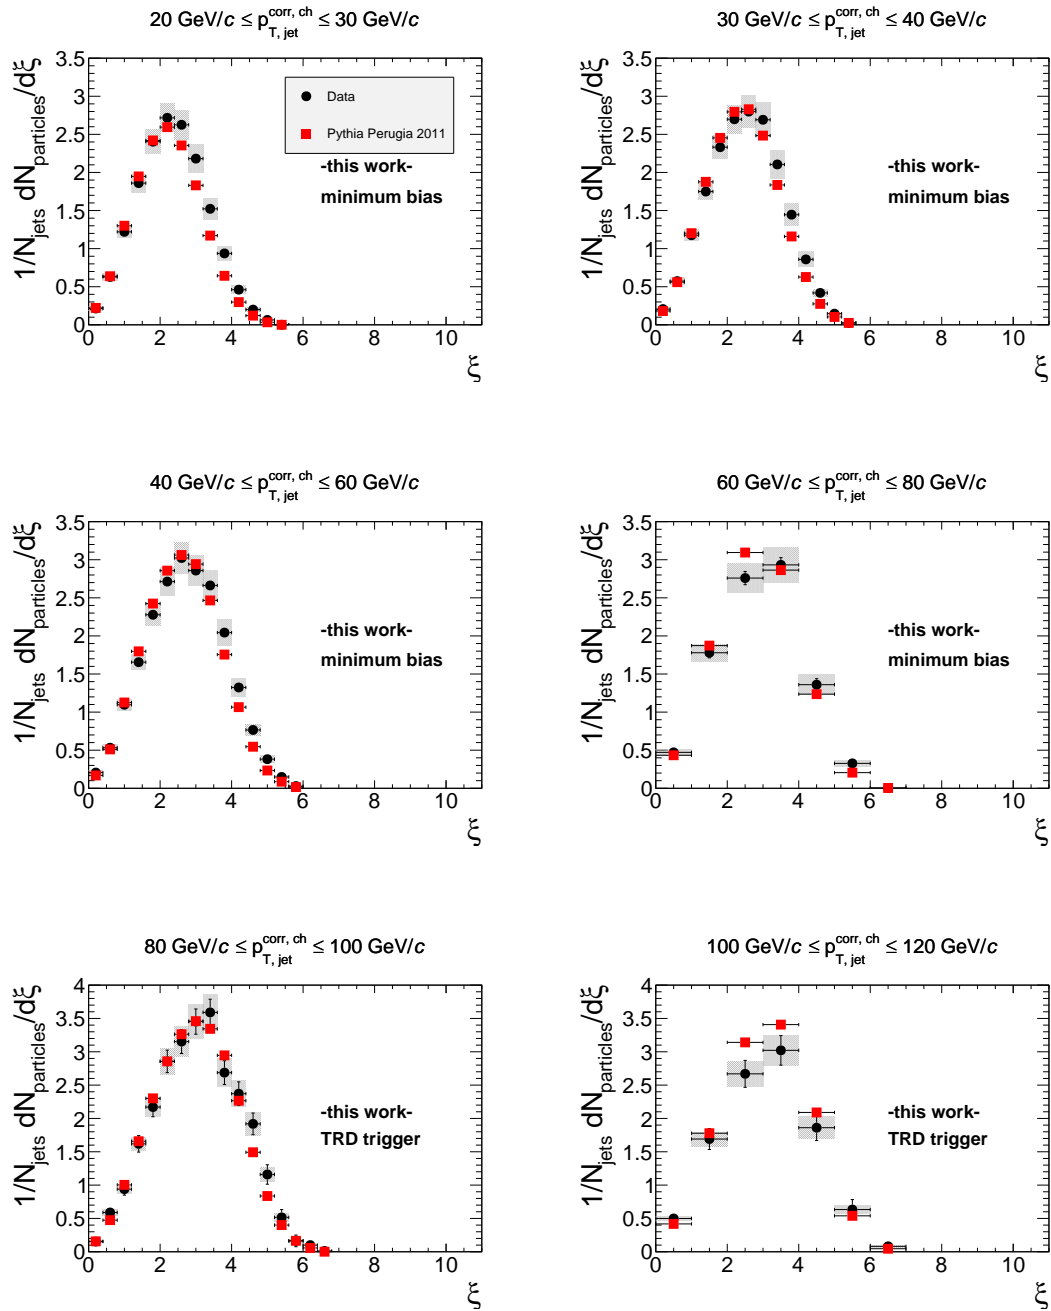 20 GeV/c ≤ p_{T, jet}^{corr, ch} ≤ 30 GeV/c
1/N_{jets} dN_{particles}/dξ
3.5
3
2.5
2
1.5
1
0.5
0
Data
Pythia Perugia 2011
-this work-
minimum bias
0 2 4 6 8 10
ξ
30 GeV/c ≤ p_{T, jet}^{corr, ch} ≤ 40 GeV/c
1/N_{jets} dN_{particles}/dξ
3.5
3
2.5
2
1.5
1
0.5
0
-this work-
minimum bias
0 2 4 6 8 10
ξ
40 GeV/c ≤ p_{T, jet}^{corr, ch} ≤ 60 GeV/c
1/N_{jets} dN_{particles}/dξ
3.5
3
2.5
2
1.5
1
0.5
0
-this work-
minimum bias
0 2 4 6 8 10
ξ
60 GeV/c ≤ p_{T, jet}^{corr, ch} ≤ 80 GeV/c
1/N_{jets} dN_{particles}/dξ
3.5
3
2.5
2
1.5
1
0.5
0
-this work-
minimum bias
0 2 4 6 8 10
ξ
80 GeV/c ≤ p_{T, jet}^{corr, ch} ≤ 100 GeV/c
1/N_{jets} dN_{particles}/dξ
4
3.5
3
2.5
2
1.5
1
0.5
0
-this work-
TRD trigger
0 2 4 6 8 10
ξ
100 GeV/c ≤ p_{T, jet}^{corr, ch} ≤ 120 GeV/c
1/N_{jets} dN_{particles}/dξ
4
3.5
3
2.5
2
1.5
1
0.5
0
-this work-
TRD trigger
0 2 4 6 8 10
ξ